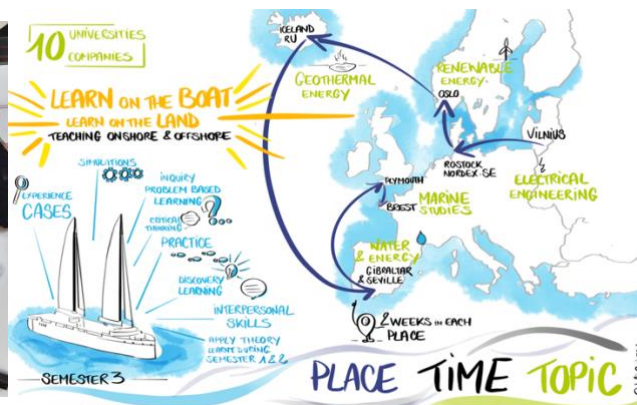 10 UNIVERSITIES
COMPANIES
LEARN ON THE BOAT
LEARN ON THE LAND
TEACHING ONSHORE & OFFSHORE
SIMULATIONS
EXPERIENCE
CASES
INQUIRY
PROBLEM BASED
LEARNING
CRITICAL
THINKING
PRACTICE
DISCOVERY
LEARNING
INTERPERSONAL
SKILLS
APPLY THEORY
LEARNT DURING
SEMESTER 1 & 2
SEMESTER 3
ICELAND
RU
GEOTHERMAL
ENERGY
RENEWABLE
ENERGY
OSLO
VILNIUS
ROSTOCK
NORDEX-SE
ELECTRICAL
ENGINEERING
PLYMOUTH
BREST
MARINE
STUDIES
WATER
& ENERGY
GIBRALTAR
& SEVILLE
2 WEEKS IN EACH
PLACE
PLACE TIME TOPIC